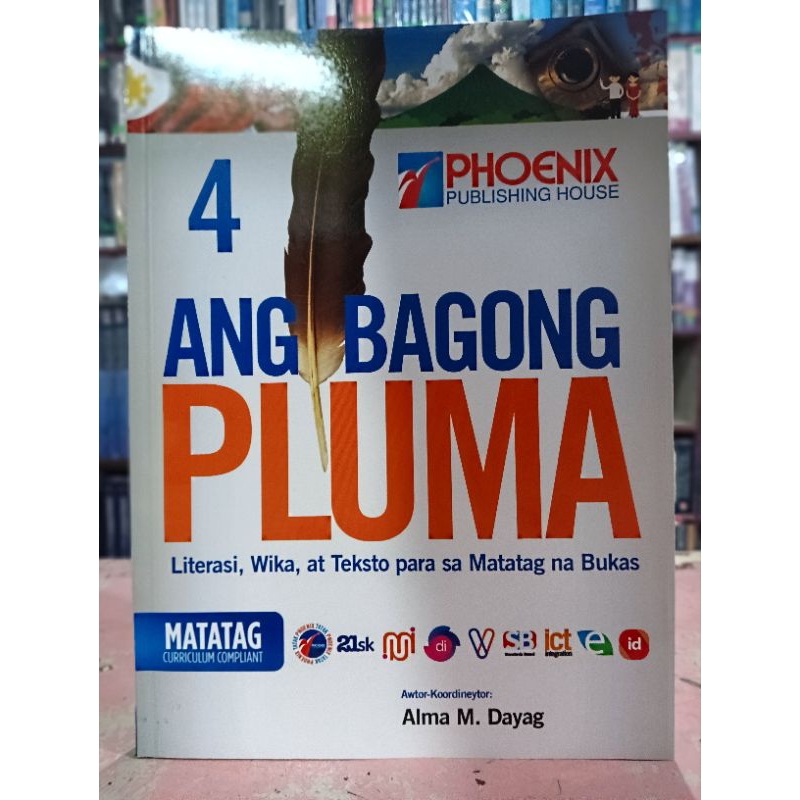 4
PHOENIX
PUBLISHING HOUSE
ANG BAGONG
PLUMA
Literasi, Wika, at Teksto para sa Matatag na Bukas
MATATAG
CURRICULUM COMPLIANT
21sk
di
SB
ict
integration
e
id
Awtor-Koordineytor:
Alma M. Dayag